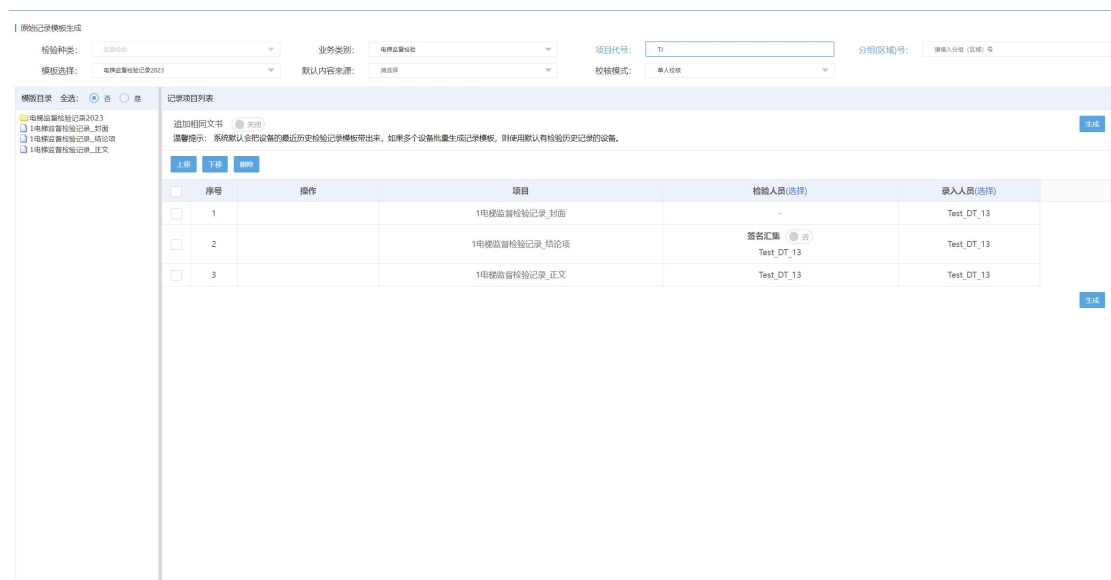 原始记录模板生成
检验种类: 监督检验 业务类别: 电梯监督检验 项目代号: TJ 分组(区域)号: 请输入分组（区域）号
模板选择: 电梯监督检验记录2023 默认内容来源: 请选择 校核模式: 单人校核
模版目录 全选: 否 是 记录项目列表
电梯监督检验记录2023
1电梯监督检验记录_封面
1电梯监督检验记录_结论项
1电梯监督检验记录_正文
追加相同文书 关闭 生成
温馨提示: 系统默认会把设备的最近历史检验记录模板带出来，如果多个设备批量生成记录模板，则使用默认有检验历史记录的设备。
上移 下移 删除
序号 操作 项目 检验人员(选择) 录入人员(选择)
1 1电梯监督检验记录_封面 - Test_DT_13
2 1电梯监督检验记录_结论项 签名汇集 否 Test_DT_13 Test_DT_13
3 1电梯监督检验记录_正文 Test_DT_13 Test_DT_13
生成